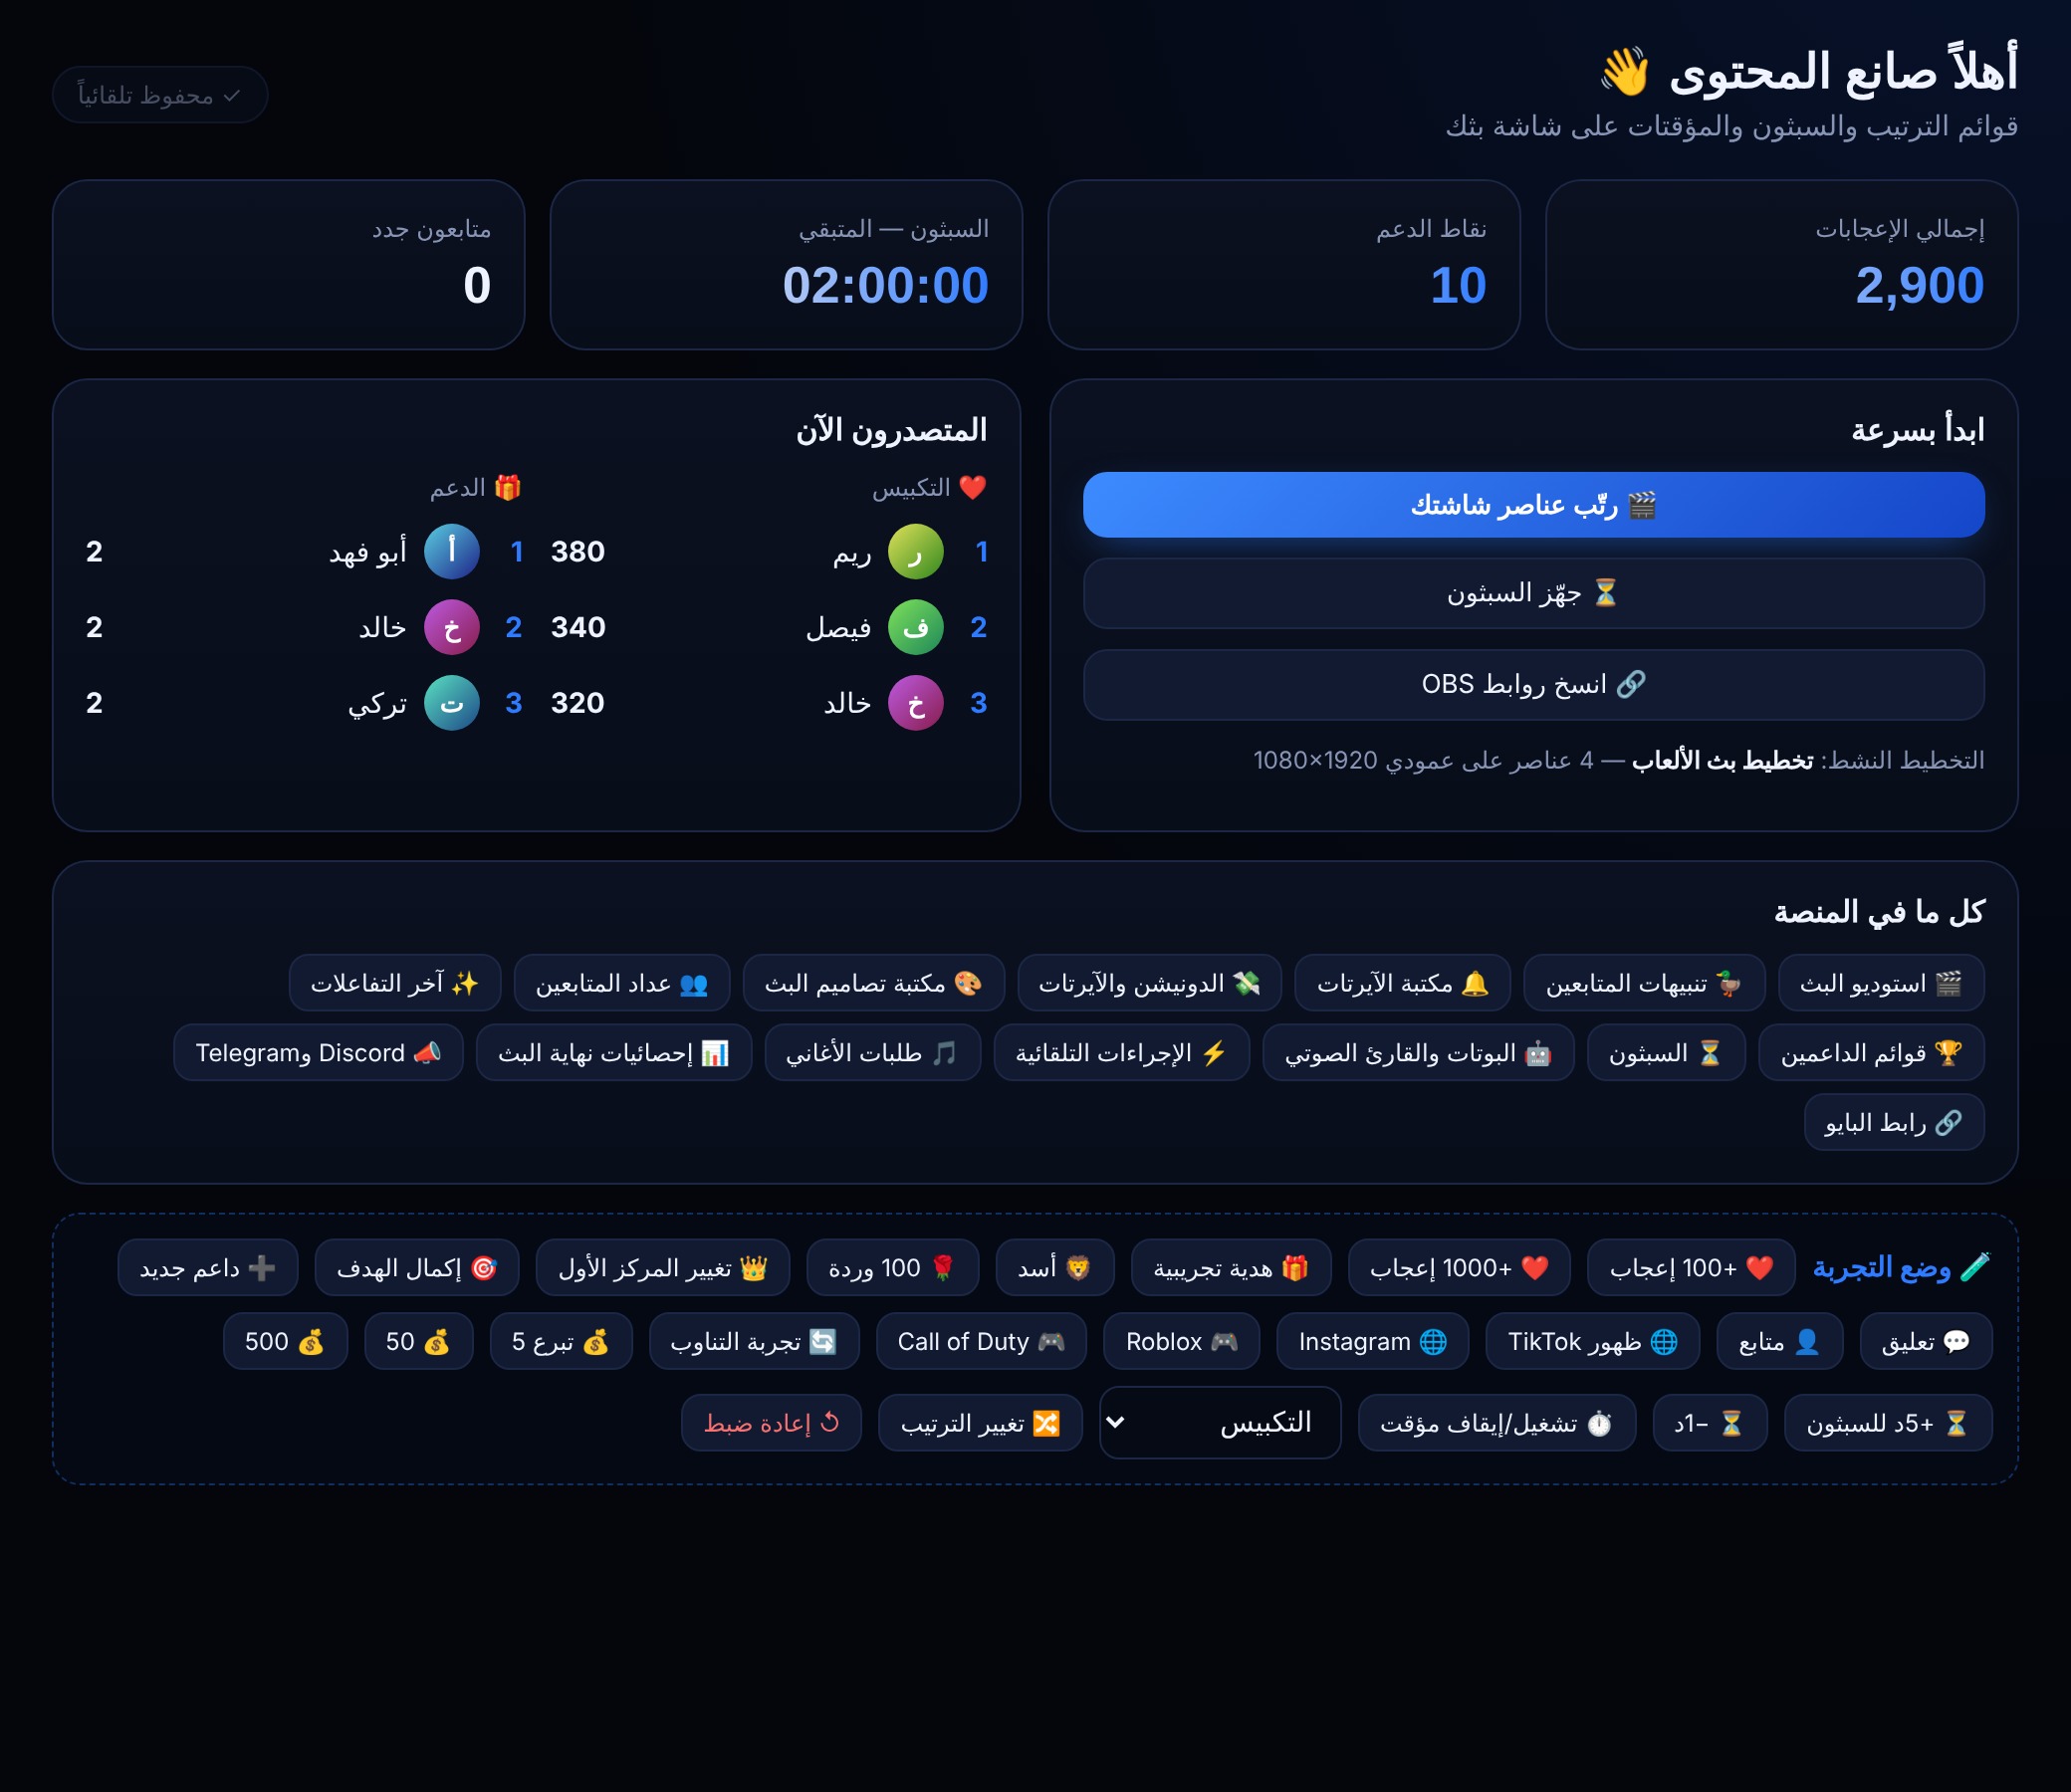 أهلاً صانع المحتوى 👋
قوائم الترتيب والسبثون والمؤقتات على شاشة بثك
✓ محفوظ تلقائياً
إجمالي الإعجابات
2,900
نقاط الدعم
10
السبثون — المتبقي
02:00:00
متابعون جدد
0
ابدأ بسرعة
🎬 رتّب عناصر شاشتك
⏳ جهّز السبثون
🔗 انسخ روابط OBS
التخطيط النشط: تخطيط بث الألعاب — 4 عناصر على عمودي 1920×1080
المتصدرون الآن
❤️ التكبيس
1 ر ريم 380
2 ف فيصل 340
3 خ خالد 320
🎁 الدعم
1 أ أبو فهد 2
2 خ خالد 2
3 ت تركي 2
كل ما في المنصة
🎬 استوديو البث 🦆 تنبيهات المتابعين 🔔 مكتبة الآيرتات 💸 الدونيشن والآيرتات 🎨 مكتبة تصاميم البث 👥 عداد المتابعين ✨ آخر التفاعلات
🏆 قوائم الداعمين ⏳ السبثون 🤖 البوتات والقارئ الصوتي ⚡ الإجراءات التلقائية 🎵 طلبات الأغاني 📊 إحصائيات نهاية البث 📣 Discord وTelegram
🔗 رابط البايو
🧪 وضع التجربة ❤️ +100 إعجاب ❤️ +1000 إعجاب 🎁 هدية تجريبية 🦁 أسد 🌹 100 وردة 👑 تغيير المركز الأول 🎯 إكمال الهدف ➕ داعم جديد
💬 تعليق 👤 متابع 🌐 ظهور TikTok 🌐 Instagram 🎮 Roblox 🎮 Call of Duty 🔄 تجربة التناوب 💰 تبرع 5 💰 50 💰 500
⏳ +5د للسبثون ⏳ −1د ⏱️ تشغيل/إيقاف مؤقت التكبيس 🔀 تغيير الترتيب ↺ إعادة ضبط